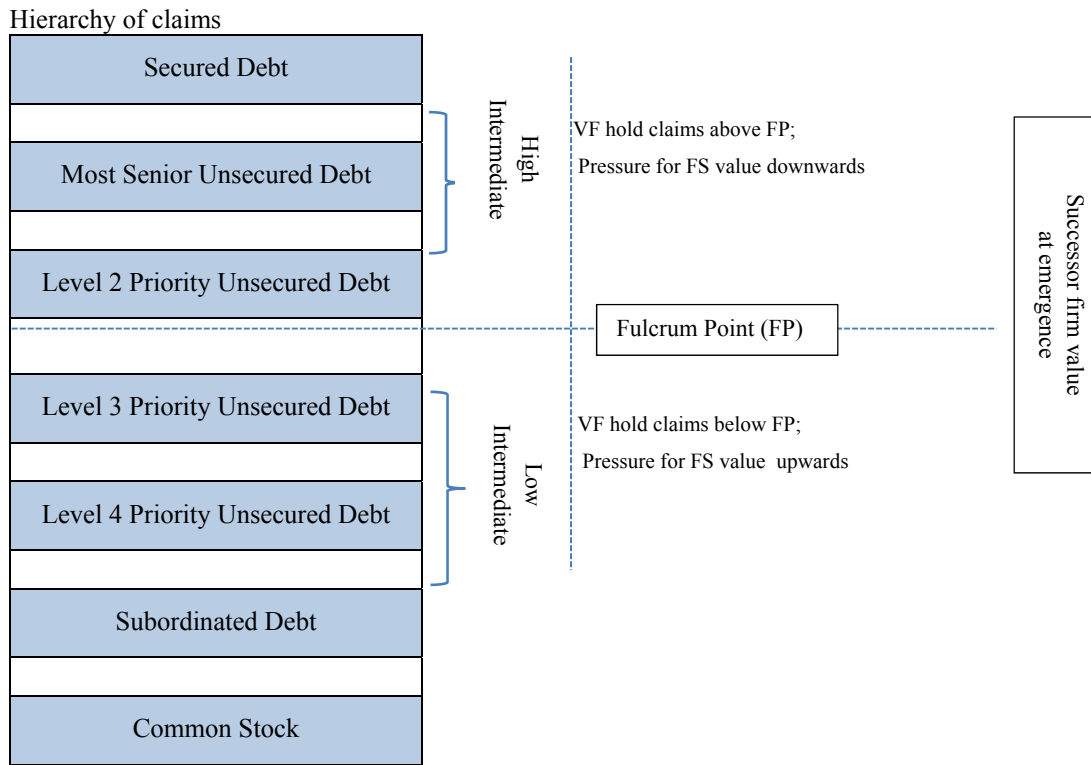 Hierarchy of claims
Secured Debt
Most Senior Unsecured Debt
Level 2 Priority Unsecured Debt
Level 3 Priority Unsecured Debt
Level 4 Priority Unsecured Debt
Subordinated Debt
Common Stock
High
Intermediate
Low
Intermediate
VF hold claims above FP;
Pressure for FS value downwards
Fulcrum Point (FP)
VF hold claims below FP;
Pressure for FS value upwards
Successor firm value
at emergence